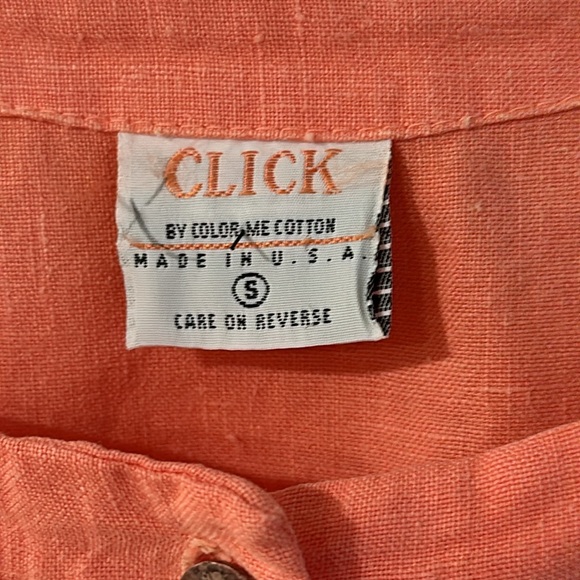 CLICK
BY COLOR ME COTTON
MADE IN U.S.A.
S
CARE ON REVERSE